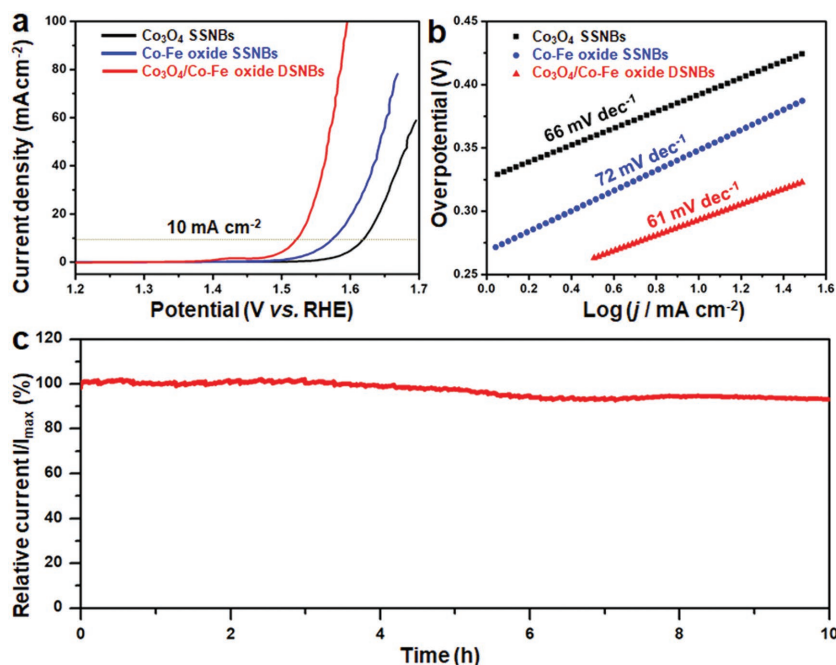 a
Co₃O₄ SSNBs
Co-Fe oxide SSNBs
Co₃O₄/Co-Fe oxide DSNBs
10 mA cm⁻²
Current density (mA cm⁻²)
100
80
60
40
20
10
0
1.2 1.3 1.4 1.5 1.6 1.7
Potential (V vs. RHE)
b
Co₃O₄ SSNBs
Co-Fe oxide SSNBs
Co₃O₄/Co-Fe oxide DSNBs
66 mV dec⁻¹
72 mV dec⁻¹
61 mV dec⁻¹
Overpotential (V)
0.45
0.40
0.35
0.30
0.25
0.0 0.2 0.4 0.6 0.8 1.0 1.2 1.4 1.6
Log (j / mA cm⁻²)
c
Relative current I/Iₘₐₓ (%)
120
100
80
60
40
20
0
0 2 4 6 8 10
Time (h)